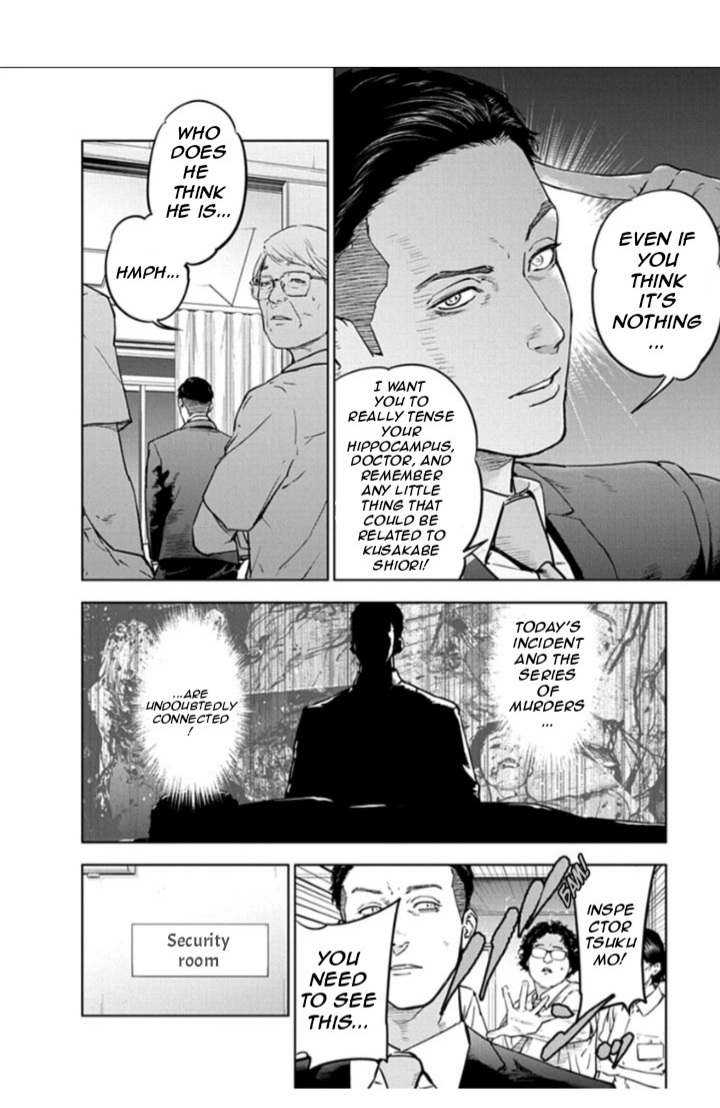 EVEN IF
YOU
THINK
IT'S
NOTHING
...
I WANT
YOU TO
REALLY TENSE
YOUR
HIPPOCAMPUS,
DOCTOR, AND
REMEMBER
ANY LITTLE
THING THAT
COULD BE
RELATED TO
KUSAKABE
SHIORI!
WHO
DOES
HE
THINK
HE IS...
HMPH...
TODAY'S
INCIDENT
AND THE
SERIES
OF
MURDERS
...
...ARE
UNDOUBTEDLY
CONNECTED
!
BAM!
INSPE
CTOR
TSUKU
MO!
YOU
NEED
TO SEE
THIS...
Security
room